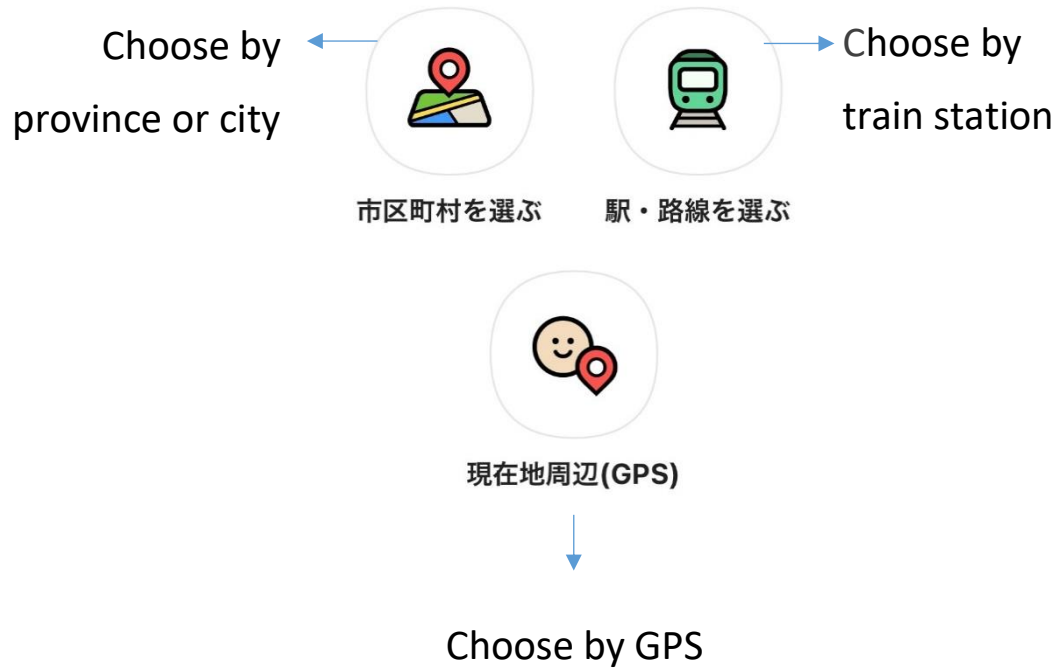 Choose by
province or city
Choose by
train station
市区町村を選ぶ
駅・路線を選ぶ
現在地周辺(GPS)
Choose by GPS